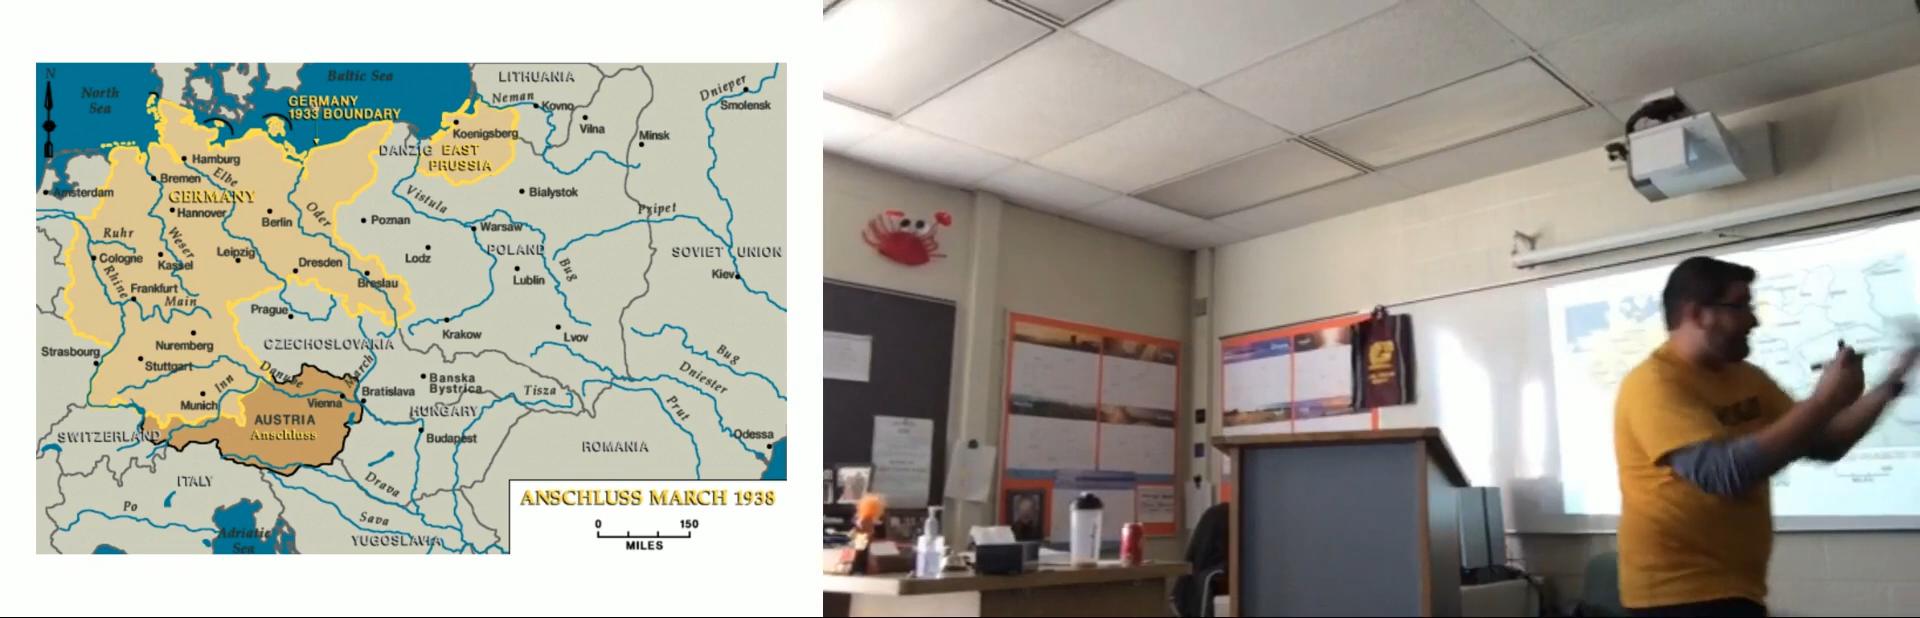 N
North
Sea
Baltic Sea
LITHUANIA
Dnieper
Smolensk
GERMANY
1933 BOUNDARY
Neman
Kovno
Vilna
Koenigsberg
Minsk
DANZIG
EAST
PRUSSIA
Hamburg
Bremen
Elbe
Amsterdam
GERMANY
Hannover
Berlin
Oder
Poznan
Vistula
Bialystok
Pripet
Warsaw
Ruhr
Weser
Leipzig
Lodz
POLAND
SOVIET UNION
Cologne
Kassel
Dresden
Lublin
Bug
Kiev
Rhine
Frankfurt
Main
Breslau
Prague
Krakow
Lvov
Nuremberg
CZECHOSLOVAKIA
Strasbourg
Stuttgart
Danube
March
Bug
Dniester
Inn
Munich
Vienna
Bratislava
Banska
Bystrica
Tisza
Prut
AUSTRIA
Anschluss
HUNGARY
SWITZERLAND
Budapest
ROMANIA
Odessa
ITALY
Drava
Po
Sava
Adriatic
Sea
YUGOSLAVIA
ANSCHLUSS MARCH 1938
0 150
MILES